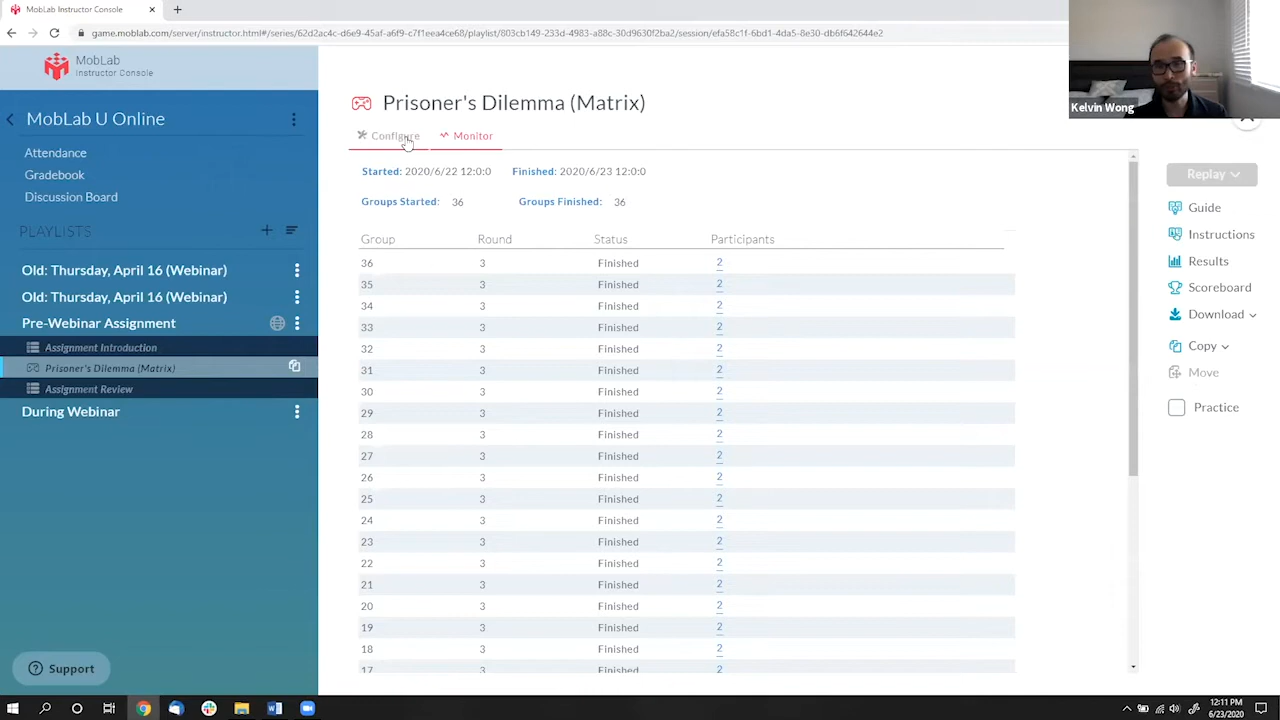 MobLab Instructor Console
game.moblab.com/server/instructor.html#/series/62d2ac4c-d6e9-45af-a6f9-c7f1eea4ce68/playlist/803cb149-233d-4983-a88c-30d9630f2ba2/session/efa58c1f-6bd1-4da5-8e30-db6f642644e2
MobLab
Instructor Console
Kelvin Wong
MobLab U Online
Attendance
Gradebook
Discussion Board
PLAYLISTS
Old: Thursday, April 16 (Webinar)
Old: Thursday, April 16 (Webinar)
Pre-Webinar Assignment
Assignment Introduction
Prisoner's Dilemma (Matrix)
Assignment Review
During Webinar
Support
Prisoner's Dilemma (Matrix)
Configure Monitor
Started: 2020/6/22 12:0:0 Finished: 2020/6/23 12:0:0
Groups Started: 36 Groups Finished: 36
Group Round Status Participants
36 3 Finished 2
35 3 Finished 2
34 3 Finished 2
33 3 Finished 2
32 3 Finished 2
31 3 Finished 2
30 3 Finished 2
29 3 Finished 2
28 3 Finished 2
27 3 Finished 2
26 3 Finished 2
25 3 Finished 2
24 3 Finished 2
23 3 Finished 2
22 3 Finished 2
21 3 Finished 2
20 3 Finished 2
19 3 Finished 2
18 3 Finished 2
17 3 Finished 2
Replay
Guide
Instructions
Results
Scoreboard
Download
Copy
Move
Practice
12:11 PM
6/23/2020